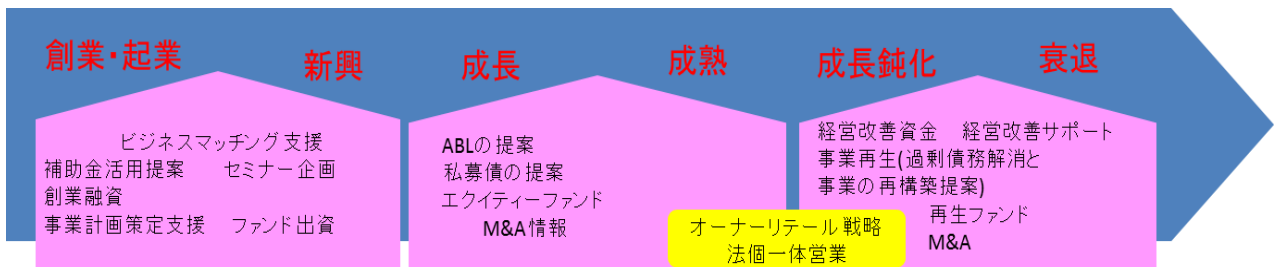 創業・起業
新興
成長
成熟
成長鈍化
衰退
ビジネスマッチング支援
補助金活用提案 セミナー企画
創業融資
事業計画策定支援 ファンド出資
ABLの提案
私募債の提案
エクイティーファンド
M&A情報
オーナーリテール戦略
法個一体営業
経営改善資金 経営改善サポート
事業再生(過剰債務解消と
事業の再構築提案)
再生ファンド
M&A